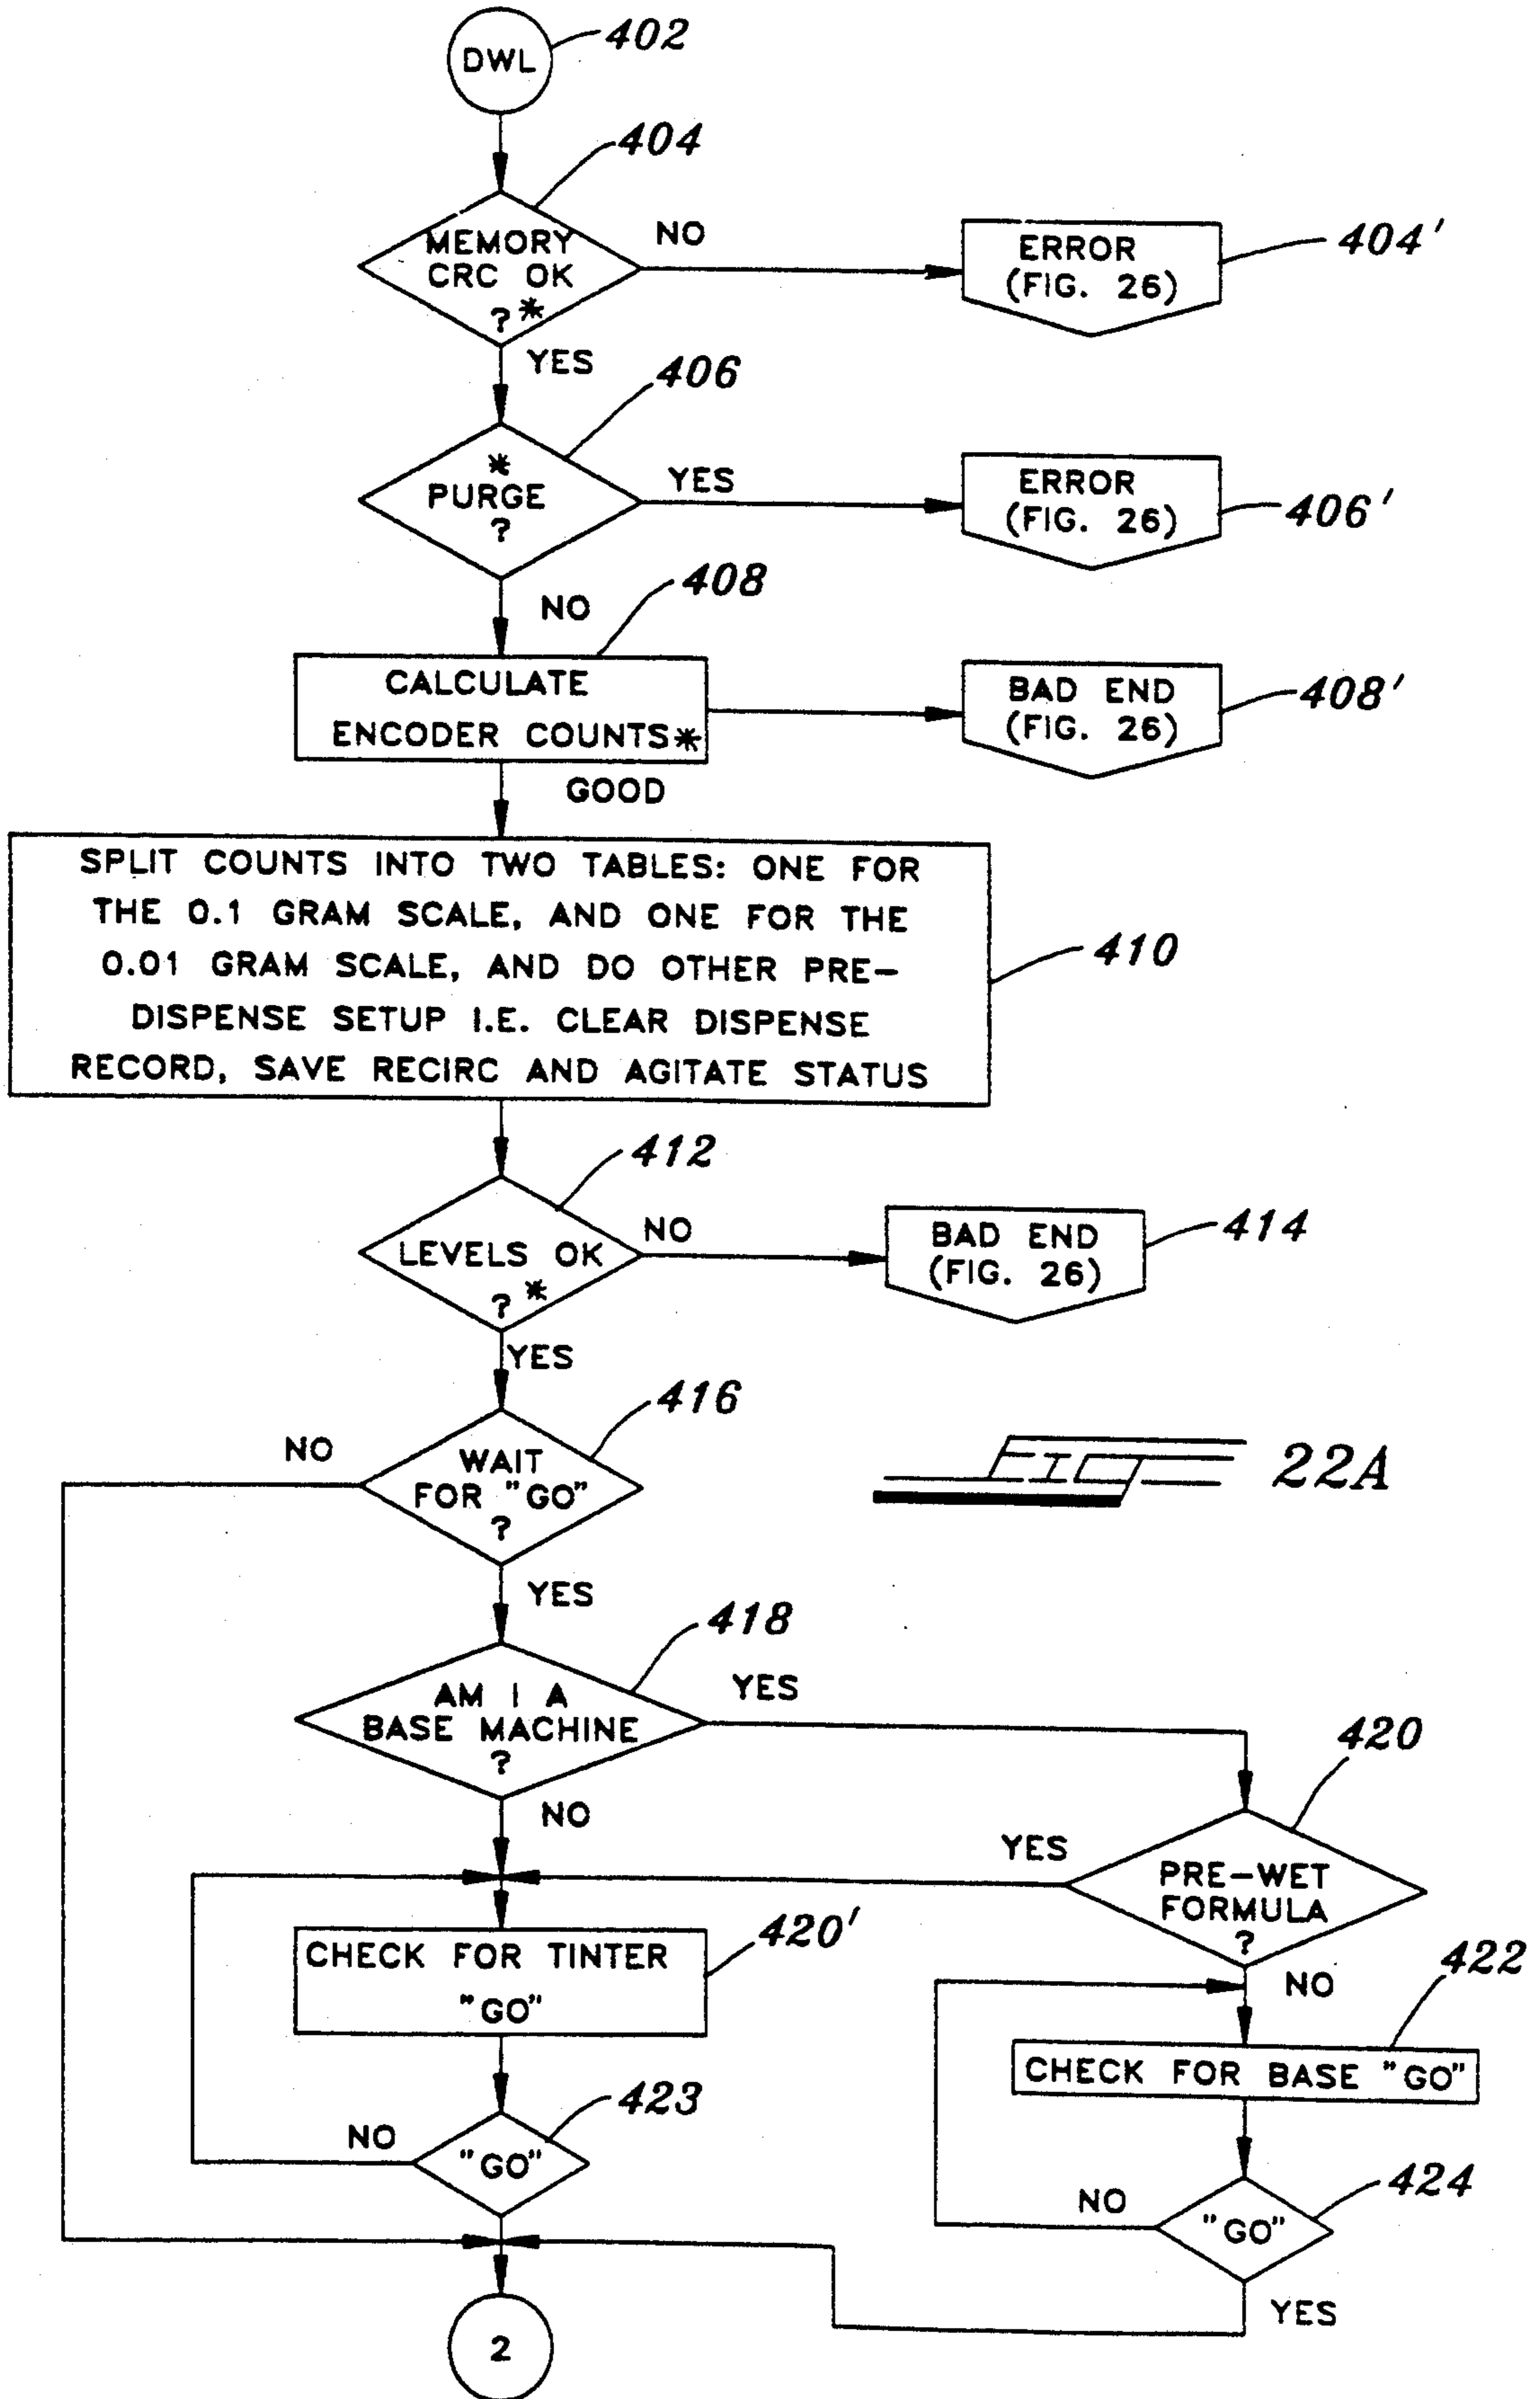 DWL
402
404
MEMORY
CRC OK
? *
NO
ERROR
(FIG. 26)
404'
YES
406
*
PURGE
?
YES
ERROR
(FIG. 26)
406'
NO
408
CALCULATE
ENCODER COUNTS*
BAD END
(FIG. 26)
408'
GOOD
SPLIT COUNTS INTO TWO TABLES: ONE FOR
THE 0.1 GRAM SCALE, AND ONE FOR THE
0.01 GRAM SCALE, AND DO OTHER PRE-
DISPENSE SETUP I.E. CLEAR DISPENSE
RECORD, SAVE RECIRC AND AGITATE STATUS
410
412
LEVELS OK
? *
NO
BAD END
(FIG. 26)
414
YES
416
NO
WAIT
FOR "GO"
?
FIG 22A
YES
418
AM I A
BASE MACHINE
?
YES
420
NO
YES
PRE-WET
FORMULA
?
420'
CHECK FOR TINTER
"GO"
NO
422
CHECK FOR BASE "GO"
423
NO
"GO"
424
NO
"GO"
YES
2